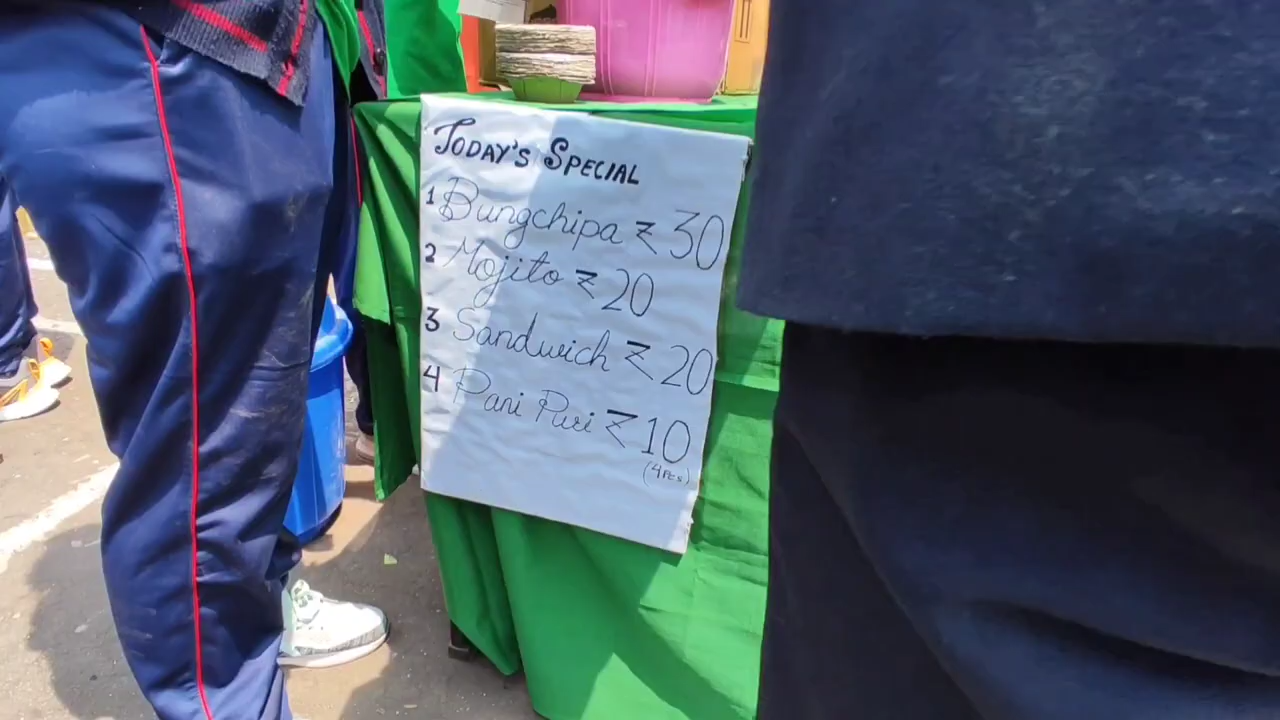 TODAY'S SPECIAL
1 Bungchipa ₹ 30
2 Mojito ₹ 20
3 Sandwich ₹ 20
4 Pani Puri ₹ 10
(4 PCs)